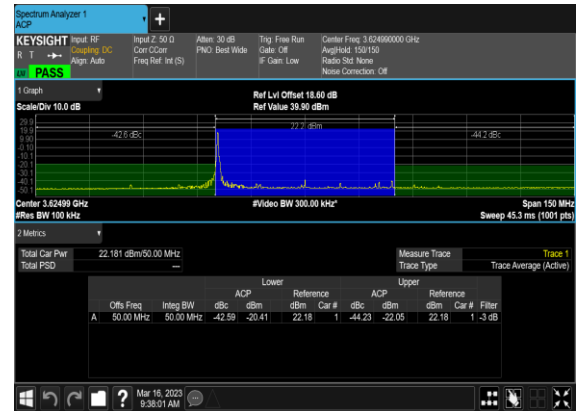 Spectrum Analyzer 1
ACP
+
KEYSIGHT
R T
LXI PASS
Input: RF
Coupling: DC
Align: Auto
Input Z: 50 Ω
Corr CCorr
Freq Ref: Int (S)
Atten: 30 dB
PNO: Best Wide
Trig: Free Run
Gate: Off
IF Gain: Low
Center Freq: 3.624990000 GHz
Avg|Hold: 150/150
Radio Std: None
Noise Correction: Off
1 Graph
Scale/Div 10.0 dB
Ref Lvl Offset 18.60 dB
Ref Value 39.90 dBm
29.9
19.9
9.90
-0.10
-10.1
-20.1
-30.1
-40.1
-50.1
-42.6 dBc
22.2 dBm
-44.2 dBc
Center 3.62499 GHz
#Res BW 100 kHz
#Video BW 300.00 kHz*
Span 150 MHz
Sweep 45.3 ms (1001 pts)
2 Metrics
Total Car Pwr 22.181 dBm/50.00 MHz
Total PSD ---
Measure Trace Trace 1
Trace Type Trace Average (Active)
Lower Upper
ACP Reference ACP Reference
Offs Freq Integ BW dBc dBm dBm Car # dBc dBm dBm Car # Filter
A 50.00 MHz 50.00 MHz -42.59 -20.41 22.18 1 -44.23 -22.05 22.18 1 -3 dB
?
Mar 16, 2023
9:38:01 AM